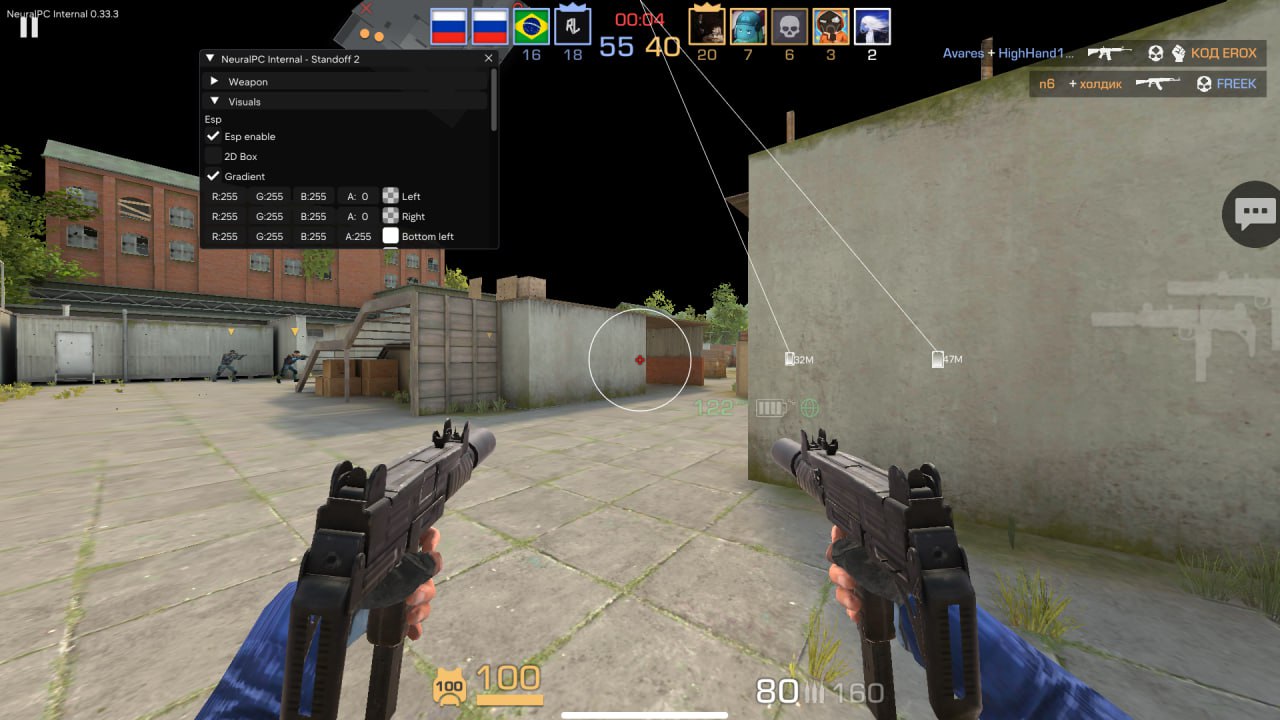 NeuralPC Internal 0.33.3
00:04
55 40
16
18
20
7
6
3
2
Avares + HighHand1... КОД EROX
n6 + холдик FREEK
NeuralPC Internal - Standoff 2
Weapon
Visuals
Esp
Esp enable
2D Box
Gradient
R:255 G:255 B:255 A: 0 Left
R:255 G:255 B:255 A: 0 Right
R:255 G:255 B:255 A:255 Bottom left
32M
47M
122
100 100
80 160